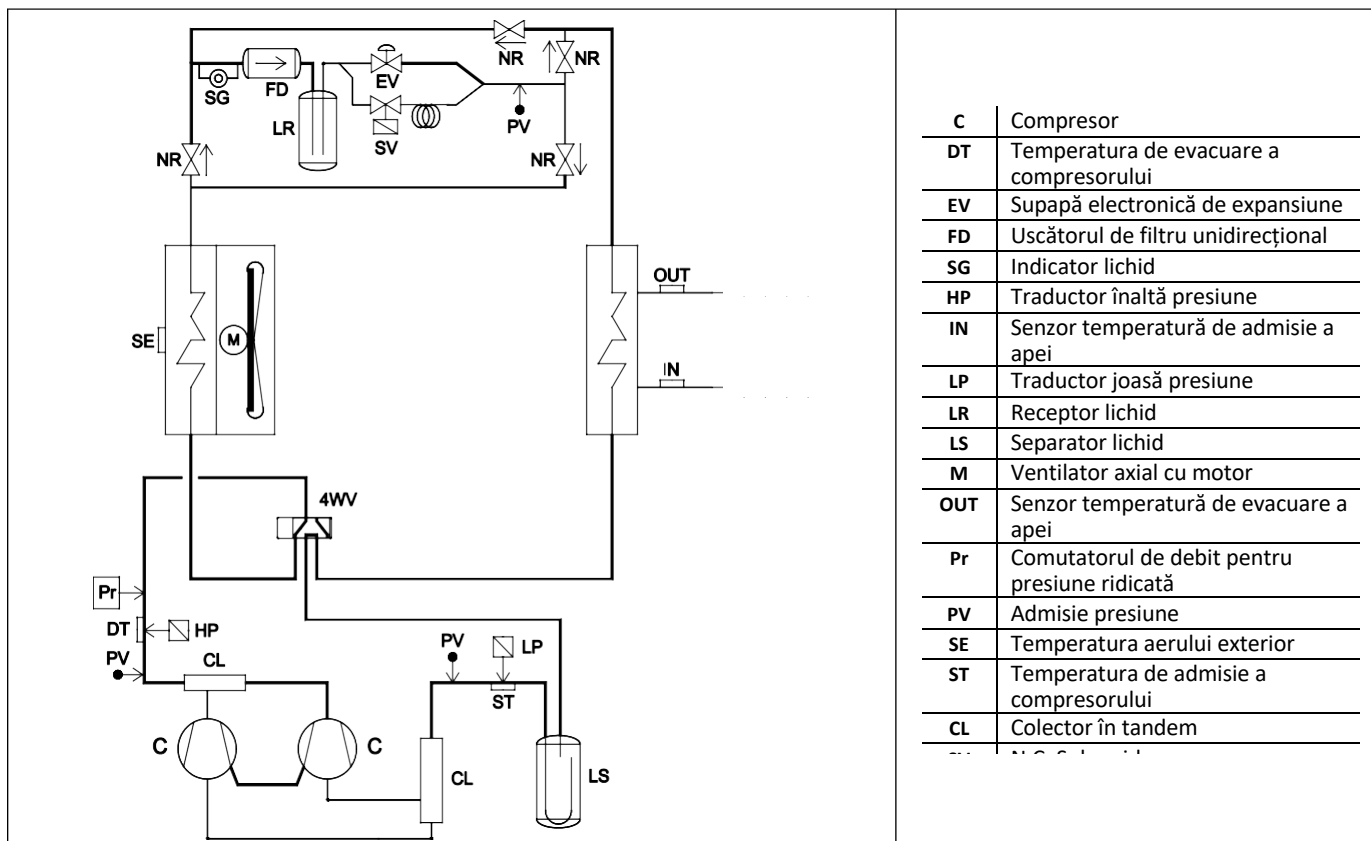 NR
NR
SG
FD
EV
LR
SV
PV
NR
NR
OUT
SE
M
IN
4WV
Pr
DT
HP
PV
LP
PV
CL
ST
C
C
CL
LS
C Compresor
DT Temperatura de evacuare a
compresorului
EV Supapă electronică de expansiune
FD Uscătorul de filtru unidirecțional
SG Indicator lichid
HP Traductor înaltă presiune
IN Senzor temperatură de admisie a
apei
LP Traductor joasă presiune
LR Receptor lichid
LS Separator lichid
M Ventilator axial cu motor
OUT Senzor temperatură de evacuare a
apei
Pr Comutatorul de debit pentru
presiune ridicată
PV Admisie presiune
SE Temperatura aerului exterior
ST Temperatura de admisie a
compresorului
CL Colector în tandem